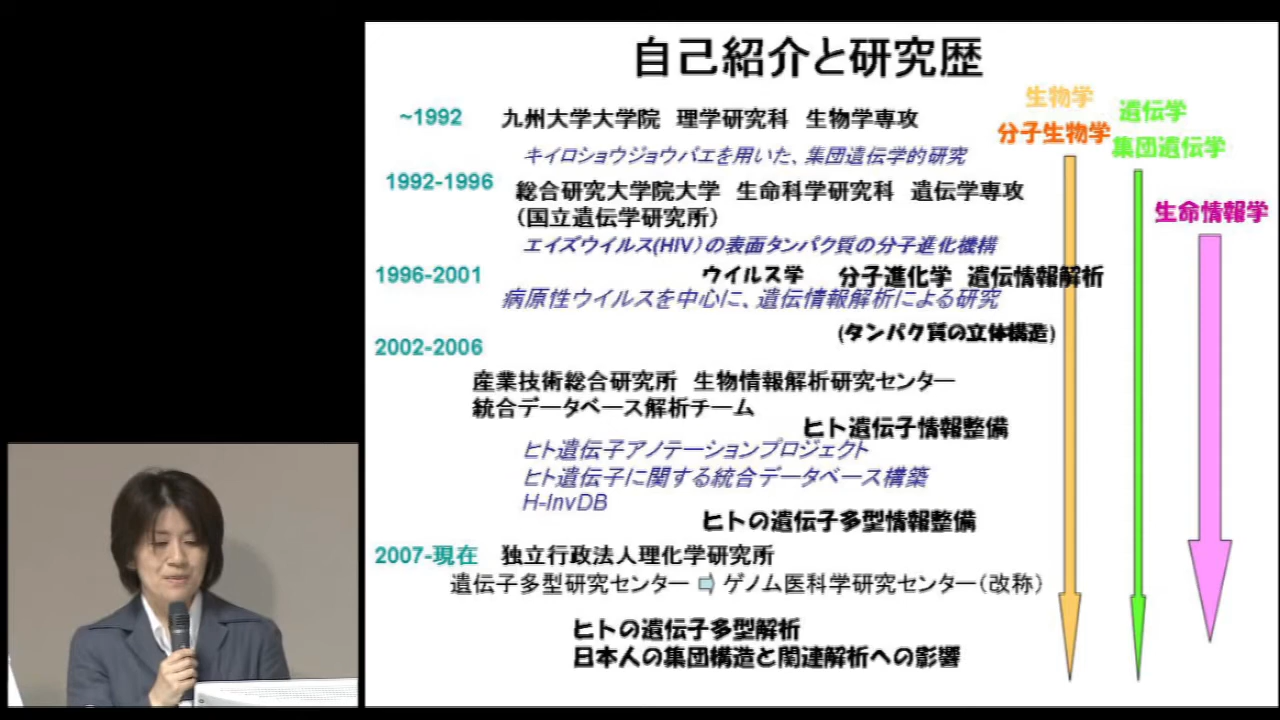 自己紹介と研究歴
生物学
分子生物学
遺伝学
集団遺伝学
生命情報学
~1992 九州大学大学院 理学研究科 生物学専攻
キイロショウジョウバエを用いた、集団遺伝学的研究
1992-1996 総合研究大学院大学 生命科学研究科 遺伝学専攻
(国立遺伝学研究所)
エイズウイルス(HIV)の表面タンパク質の分子進化機構
1996-2001 ウイルス学 分子進化学 遺伝情報解析
病原性ウイルスを中心に、遺伝情報解析による研究
(タンパク質の立体構造)
2002-2006
産業技術総合研究所 生物情報解析研究センター
統合データベース解析チーム
ヒト遺伝子情報整備
ヒト遺伝子アノテーションプロジェクト
ヒト遺伝子に関する統合データベース構築
H-InvDB
ヒトの遺伝子多型情報整備
2007-現在 独立行政法人理化学研究所
遺伝子多型研究センター ⇨ ゲノム医科学研究センター(改称)
ヒトの遺伝子多型解析
日本人の集団構造と関連解析への影響